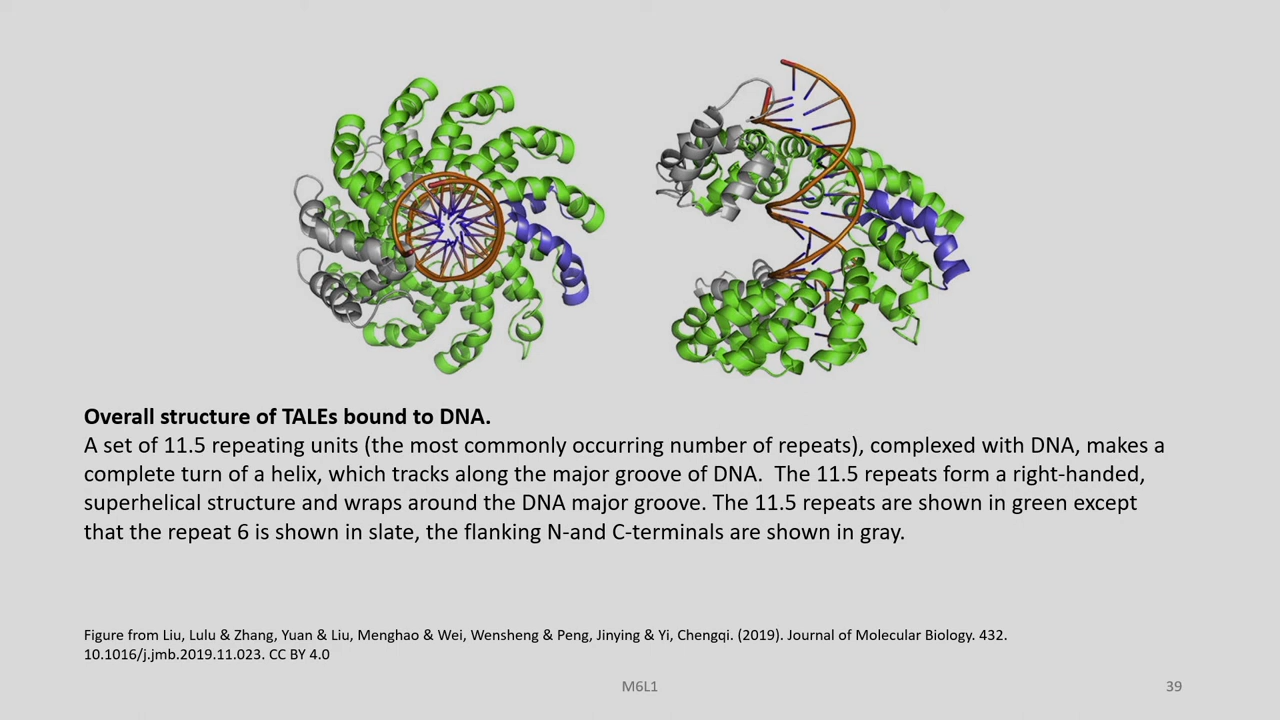 Overall structure of TALEs bound to DNA.
A set of 11.5 repeating units (the most commonly occurring number of repeats), complexed with DNA, makes a
complete turn of a helix, which tracks along the major groove of DNA.  The 11.5 repeats form a right-handed,
superhelical structure and wraps around the DNA major groove. The 11.5 repeats are shown in green except
that the repeat 6 is shown in slate, the flanking N-and C-terminals are shown in gray.
Figure from Liu, Lulu & Zhang, Yuan & Liu, Menghao & Wei, Wensheng & Peng, Jinying & Yi, Chengqi. (2019). Journal of Molecular Biology. 432.
10.1016/j.jmb.2019.11.023. CC BY 4.0
M6L1
39